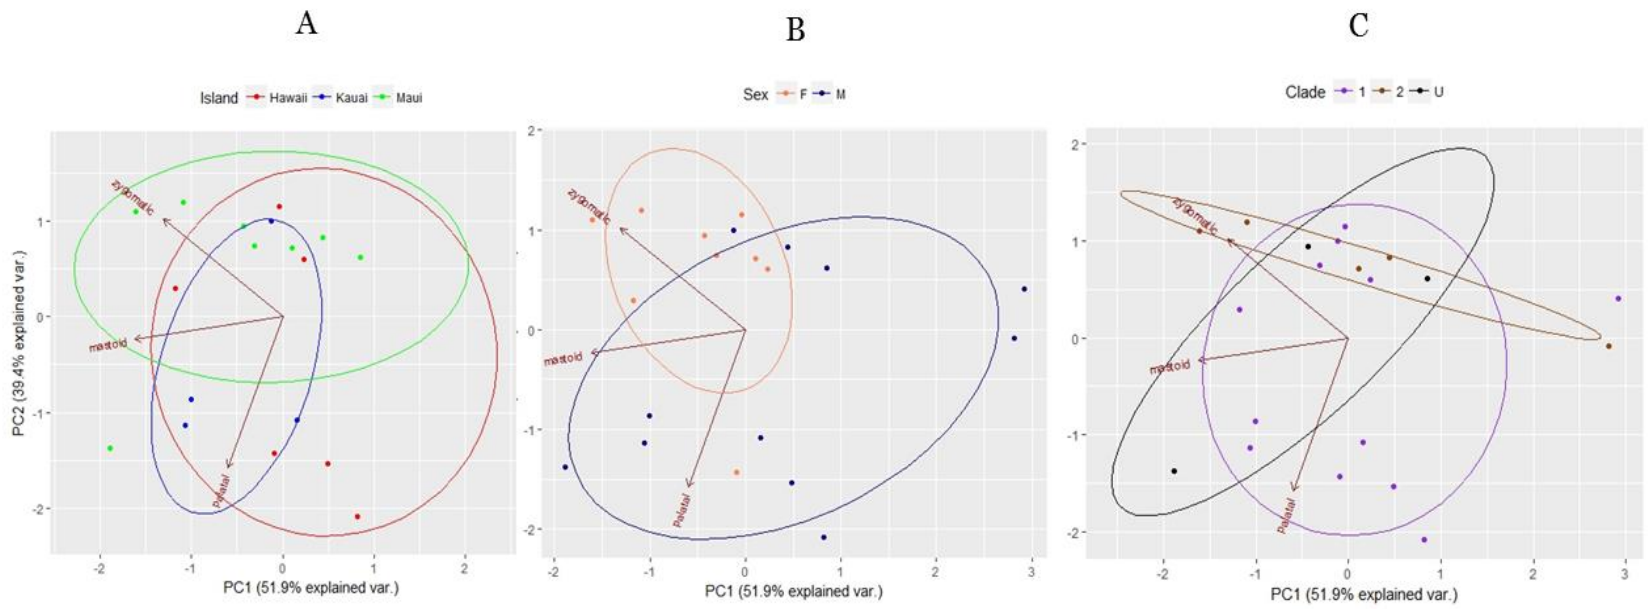 A
B
C
Island Hawaii Kauai Maui
Sex F M
Clade 1 2 U
PC2 (39.4% explained var.)
1
0
-1
-2
zygomatic
mastoid
palatal
-2 -1 0 1 2
PC1 (51.9% explained var.)
2
1
0
-1
-2
zygomatic
mastoid
palatal
-2 -1 0 1 2 3
PC1 (51.9% explained var.)
2
1
0
-1
-2
zygomatic
mastoid
palatal
-2 -1 0 1 2 3
PC1 (51.9% explained var.)